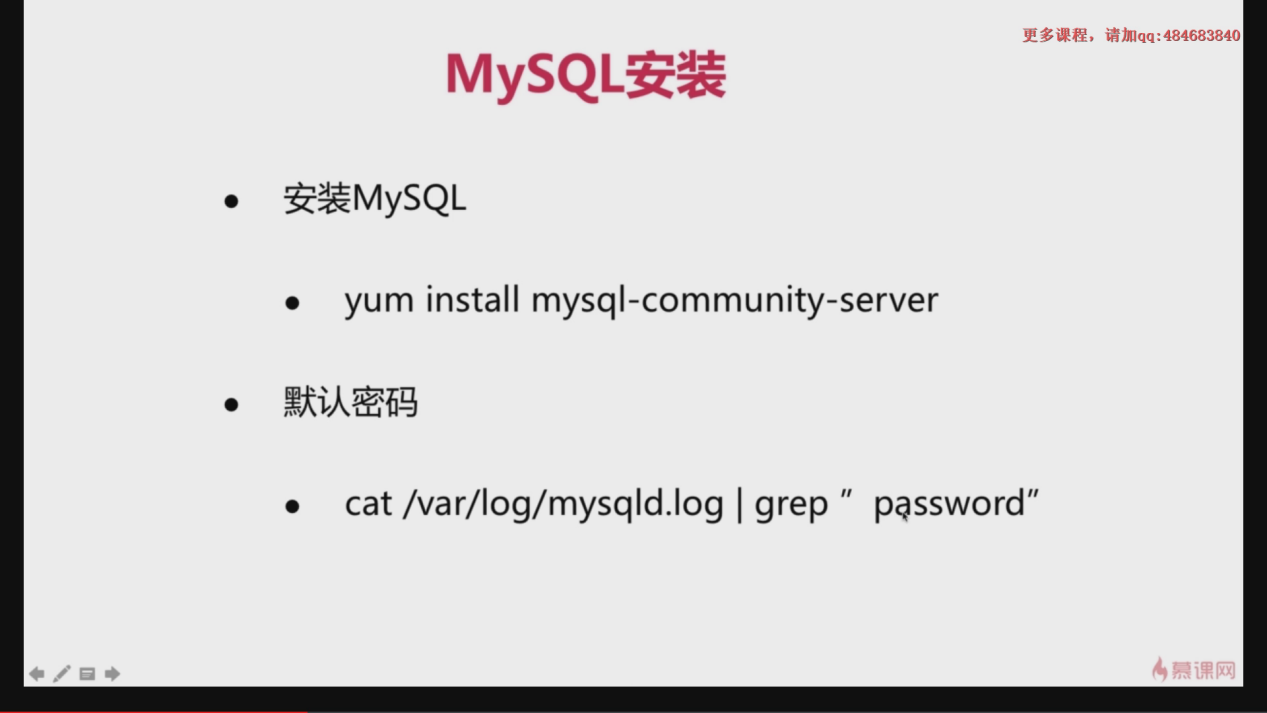 更多课程，请加qq:484683840
MySQL安装
安装MySQL
yum install mysql-community-server
默认密码
cat /var/log/mysqld.log | grep ” password”
慕课网